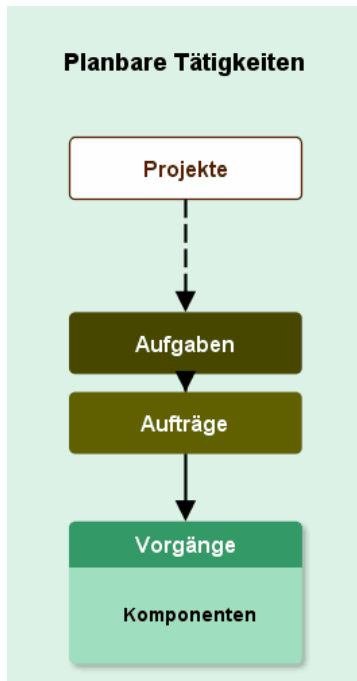 Planbare Tätigkeiten
Projekte
Aufgaben
Aufträge
Vorgänge
Komponenten